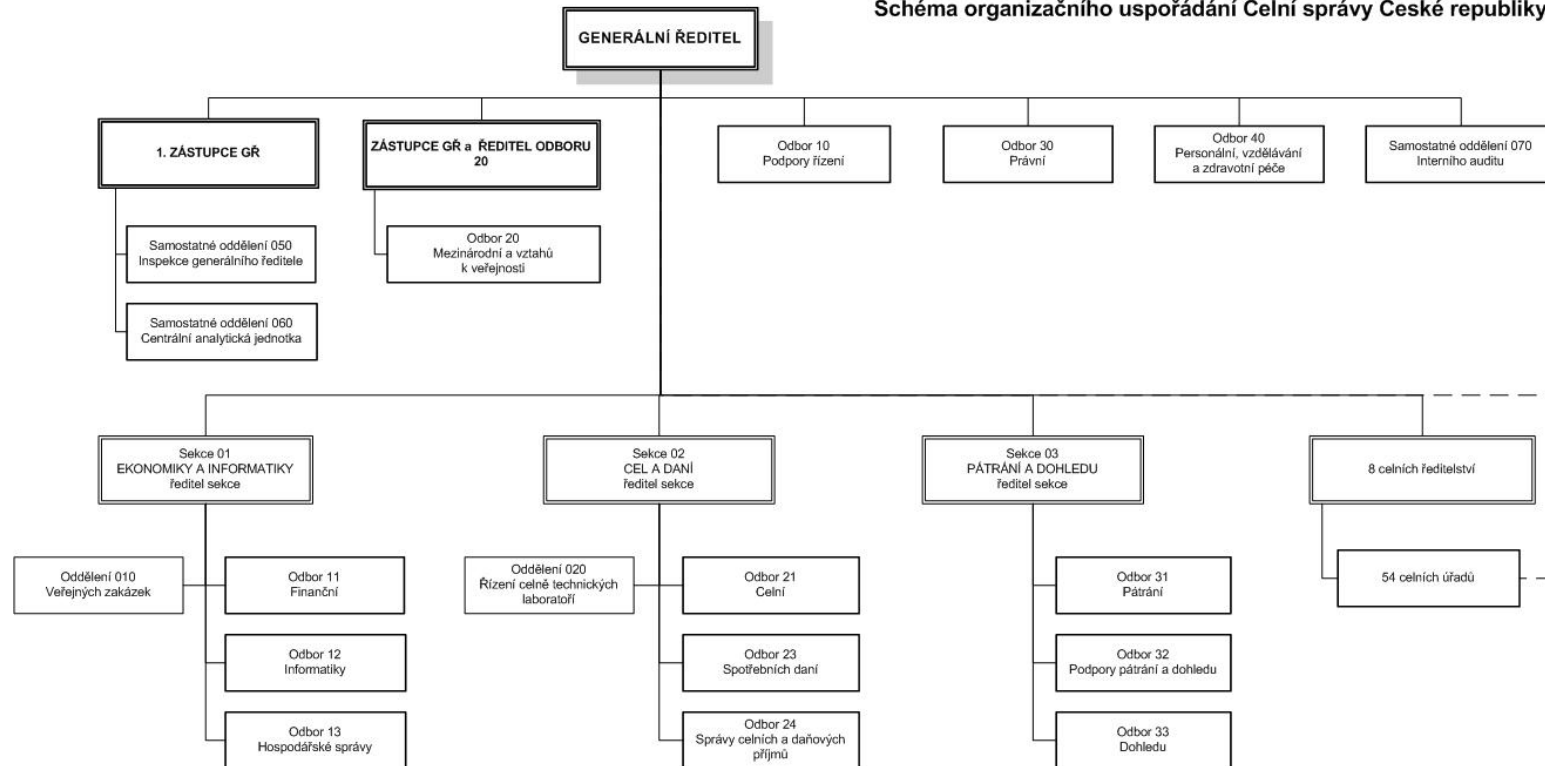 Schéma organizačního uspořádání Celní správy České republiky
GENERÁLNÍ ŘEDITEL
1. ZÁSTUPCE GŘ
ZÁSTUPCE GŘ a ŘEDITEL ODBORU
20
Odbor 10
Podpory řízení
Odbor 30
Právní
Odbor 40
Personální, vzdělávání
a zdravotní péče
Samostatné oddělení 070
Interního auditu
Samostatné oddělení 050
Inspekce generálního ředitele
Odbor 20
Mezinárodní a vztahů
k veřejnosti
Samostatné oddělení 060
Centrální analytická jednotka
Sekce 01
EKONOMIKY A INFORMATIKY
ředitel sekce
Sekce 02
CEL A DANÍ
ředitel sekce
Sekce 03
PÁTRÁNÍ A DOHLEDU
ředitel sekce
8 celních ředitelství
Oddělení 010
Veřejných zakázek
Odbor 11
Finanční
Oddělení 020
Řízení celně technických
laboratoří
Odbor 21
Celní
Odbor 31
Pátrání
54 celních úřadů
Odbor 12
Informatiky
Odbor 23
Spotřebních daní
Odbor 32
Podpory pátrání a dohledu
Odbor 13
Hospodářské správy
Odbor 24
Správy celních a daňových
příjmů
Odbor 33
Dohledu